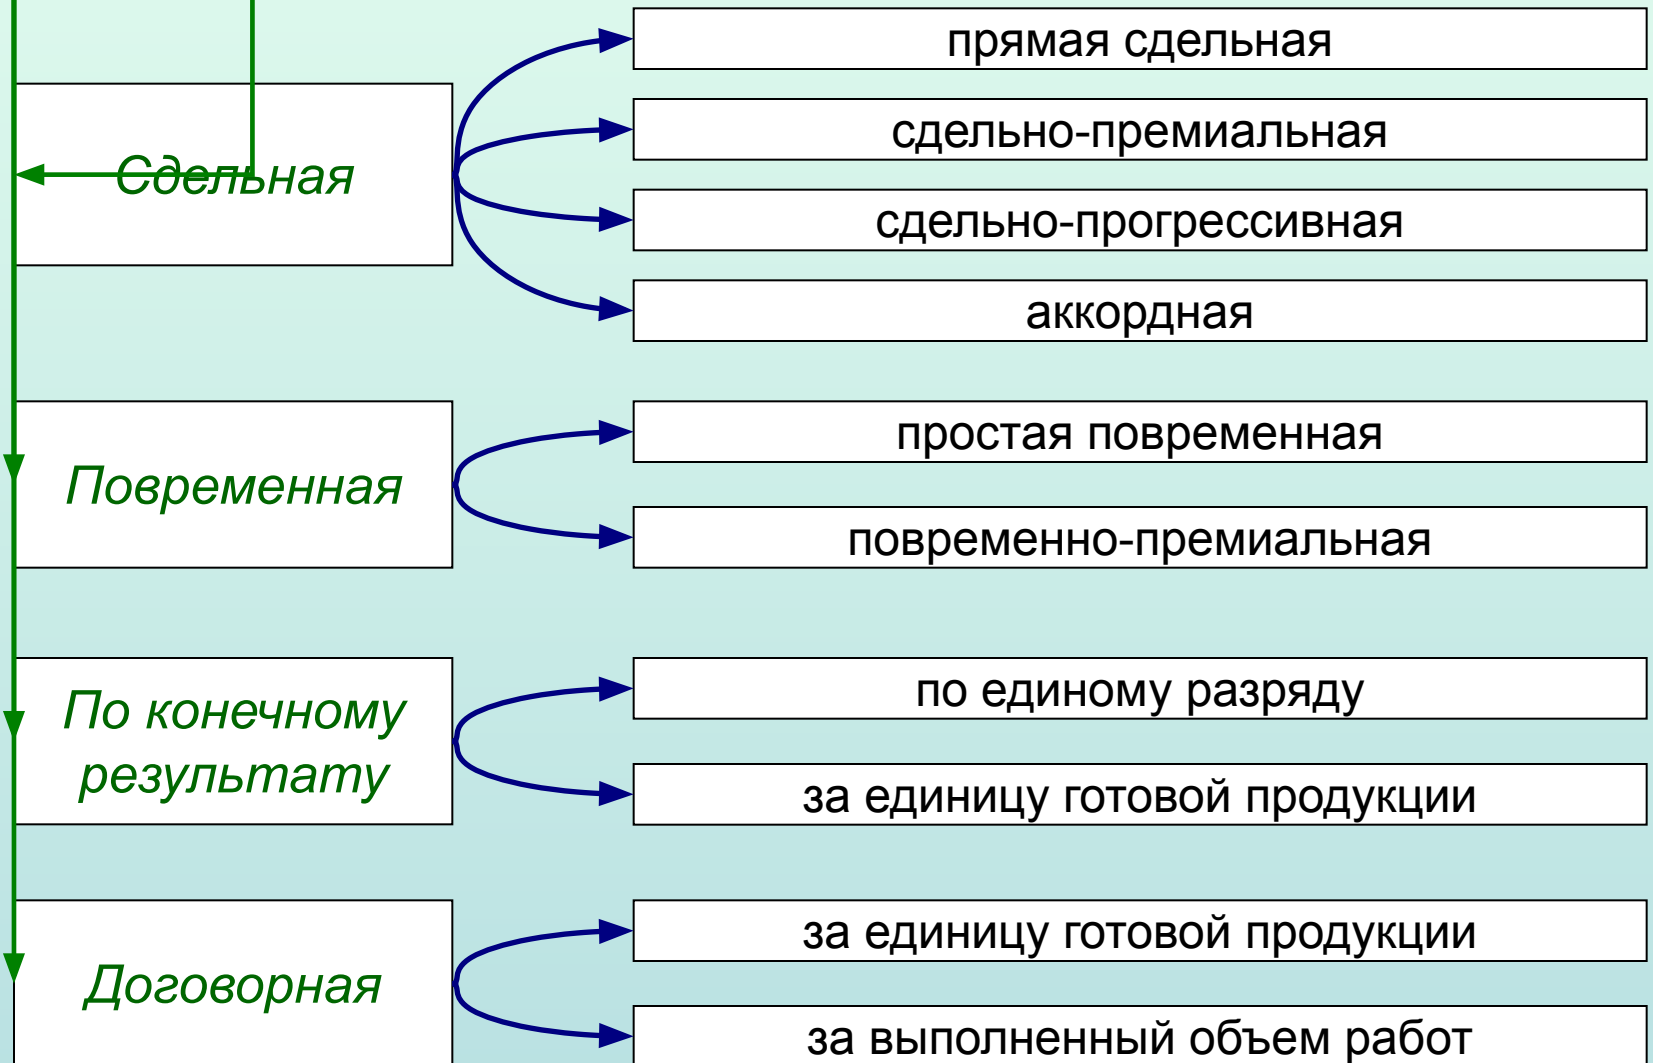 Сдельная
прямая сдельная
сдельно-премиальная
сдельно-прогрессивная
аккордная
Повременная
простая повременная
повременно-премиальная
По конечному
результату
по единому разряду
за единицу готовой продукции
Договорная
за единицу готовой продукции
за выполненный объем работ